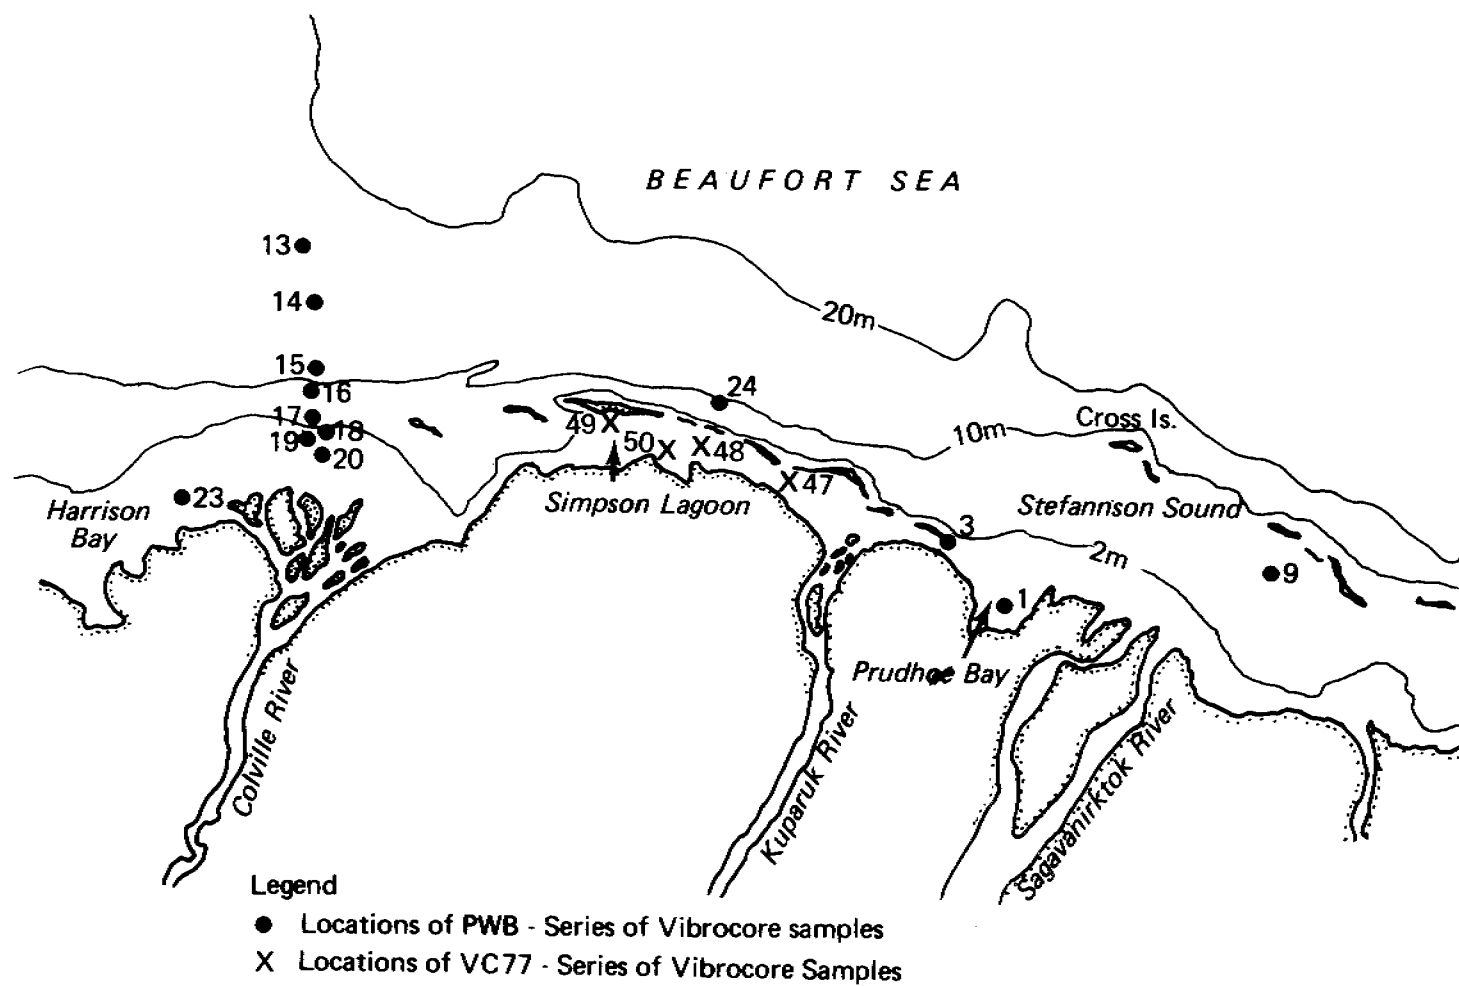 BEAUFORT SEA
13
14
20m
15
16
24
17
18
19
20
49
50
48
47
10m
Cross Is.
23
Harrison
Bay
Simpson Lagoon
Stefannson Sound
3
2m
9
1
Prudhoe Bay
Colville River
Kuparuk River
Sagavanirktok River
Legend
Locations of PWB - Series of Vibrocore samples
X Locations of VC77 - Series of Vibrocore Samples